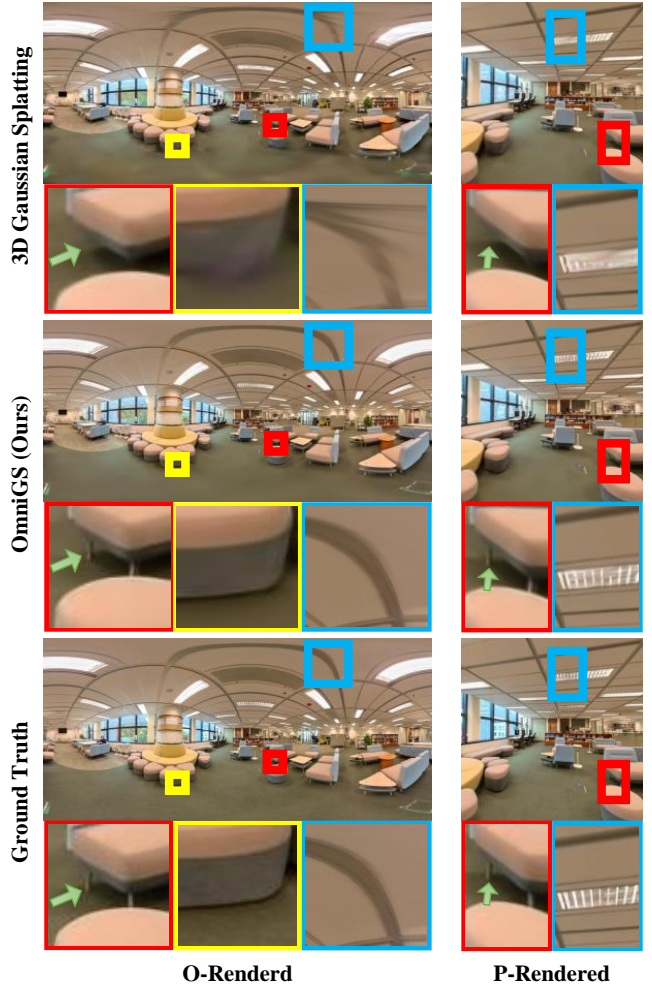 3D Gaussian Splatting
OmniGS (Ours)
Ground Truth
O-Renderd
P-Rendered